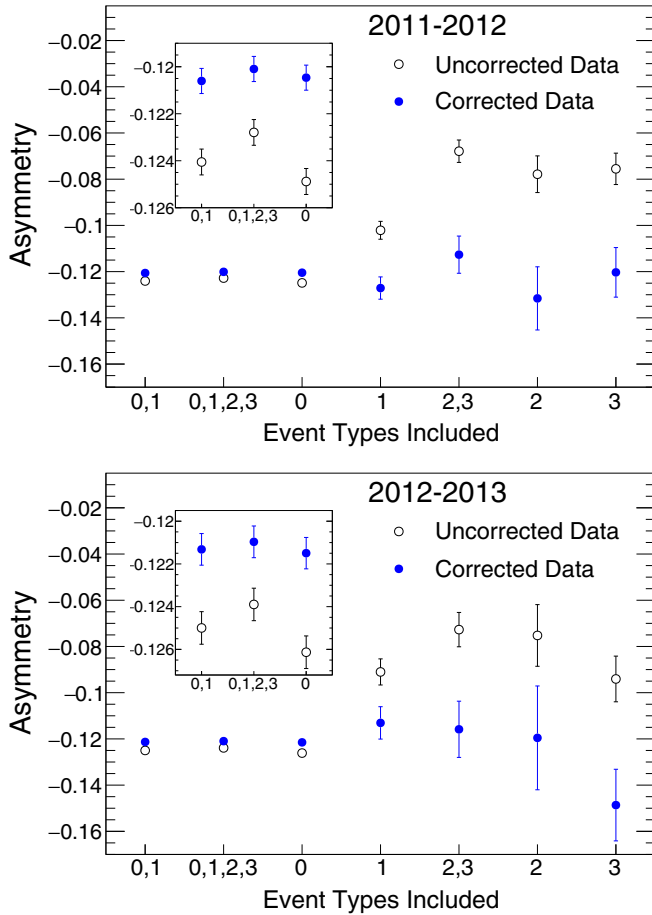 2011-2012
Uncorrected Data
Corrected Data
Asymmetry
−0.02
−0.04
−0.06
−0.08
−0.1
−0.12
−0.14
−0.16
−0.12
-0.122
-0.124
-0.126
0,1 0,1,2,3 0
0,1 0,1,2,3 0 1 2,3 2 3
Event Types Included
2012-2013
Uncorrected Data
Corrected Data
Asymmetry
−0.02
−0.04
−0.06
−0.08
−0.1
−0.12
−0.14
−0.16
−0.12
-0.122
-0.124
-0.126
0,1 0,1,2,3 0
0,1 0,1,2,3 0 1 2,3 2 3
Event Types Included